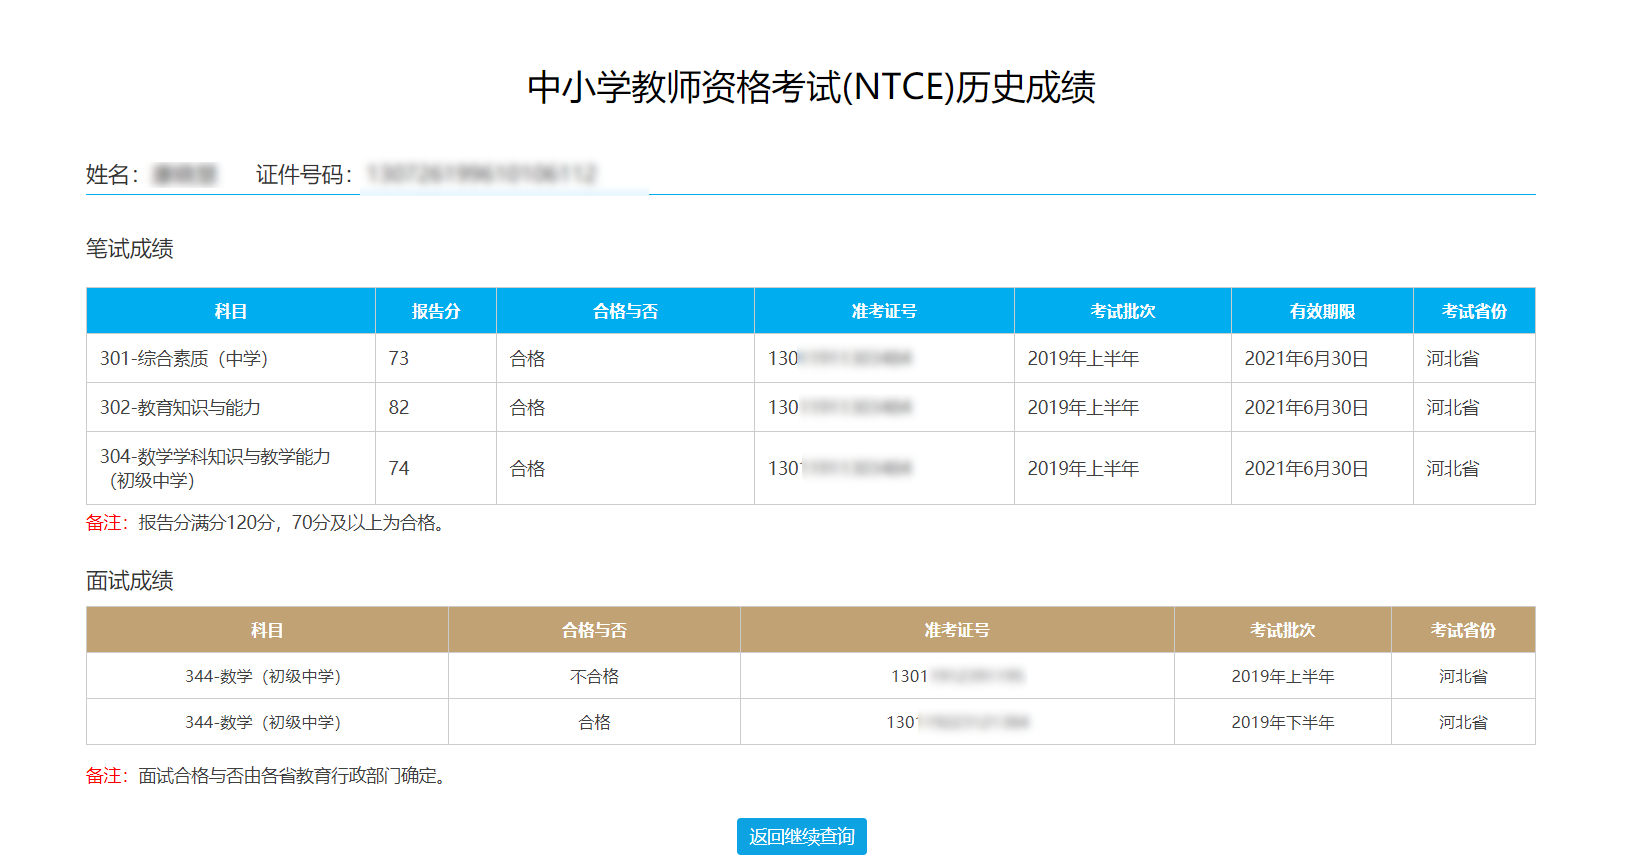 中小学教师资格考试(NTCE)历史成绩
姓名： 证件号码：
笔试成绩
科目 报告分 合格与否 准考证号 考试批次 有效期限 考试省份
301-综合素质（中学） 73 合格 130 2019年上半年 2021年6月30日 河北省
302-教育知识与能力 82 合格 130 2019年上半年 2021年6月30日 河北省
304-数学学科知识与教学能力
（初级中学） 74 合格 130 2019年上半年 2021年6月30日 河北省
备注：报告分满分120分，70分及以上为合格。
面试成绩
科目 合格与否 准考证号 考试批次 考试省份
344-数学（初级中学） 不合格 1301 2019年上半年 河北省
344-数学（初级中学） 合格 130 2019年下半年 河北省
备注：面试合格与否由各省教育行政部门确定。
返回继续查询